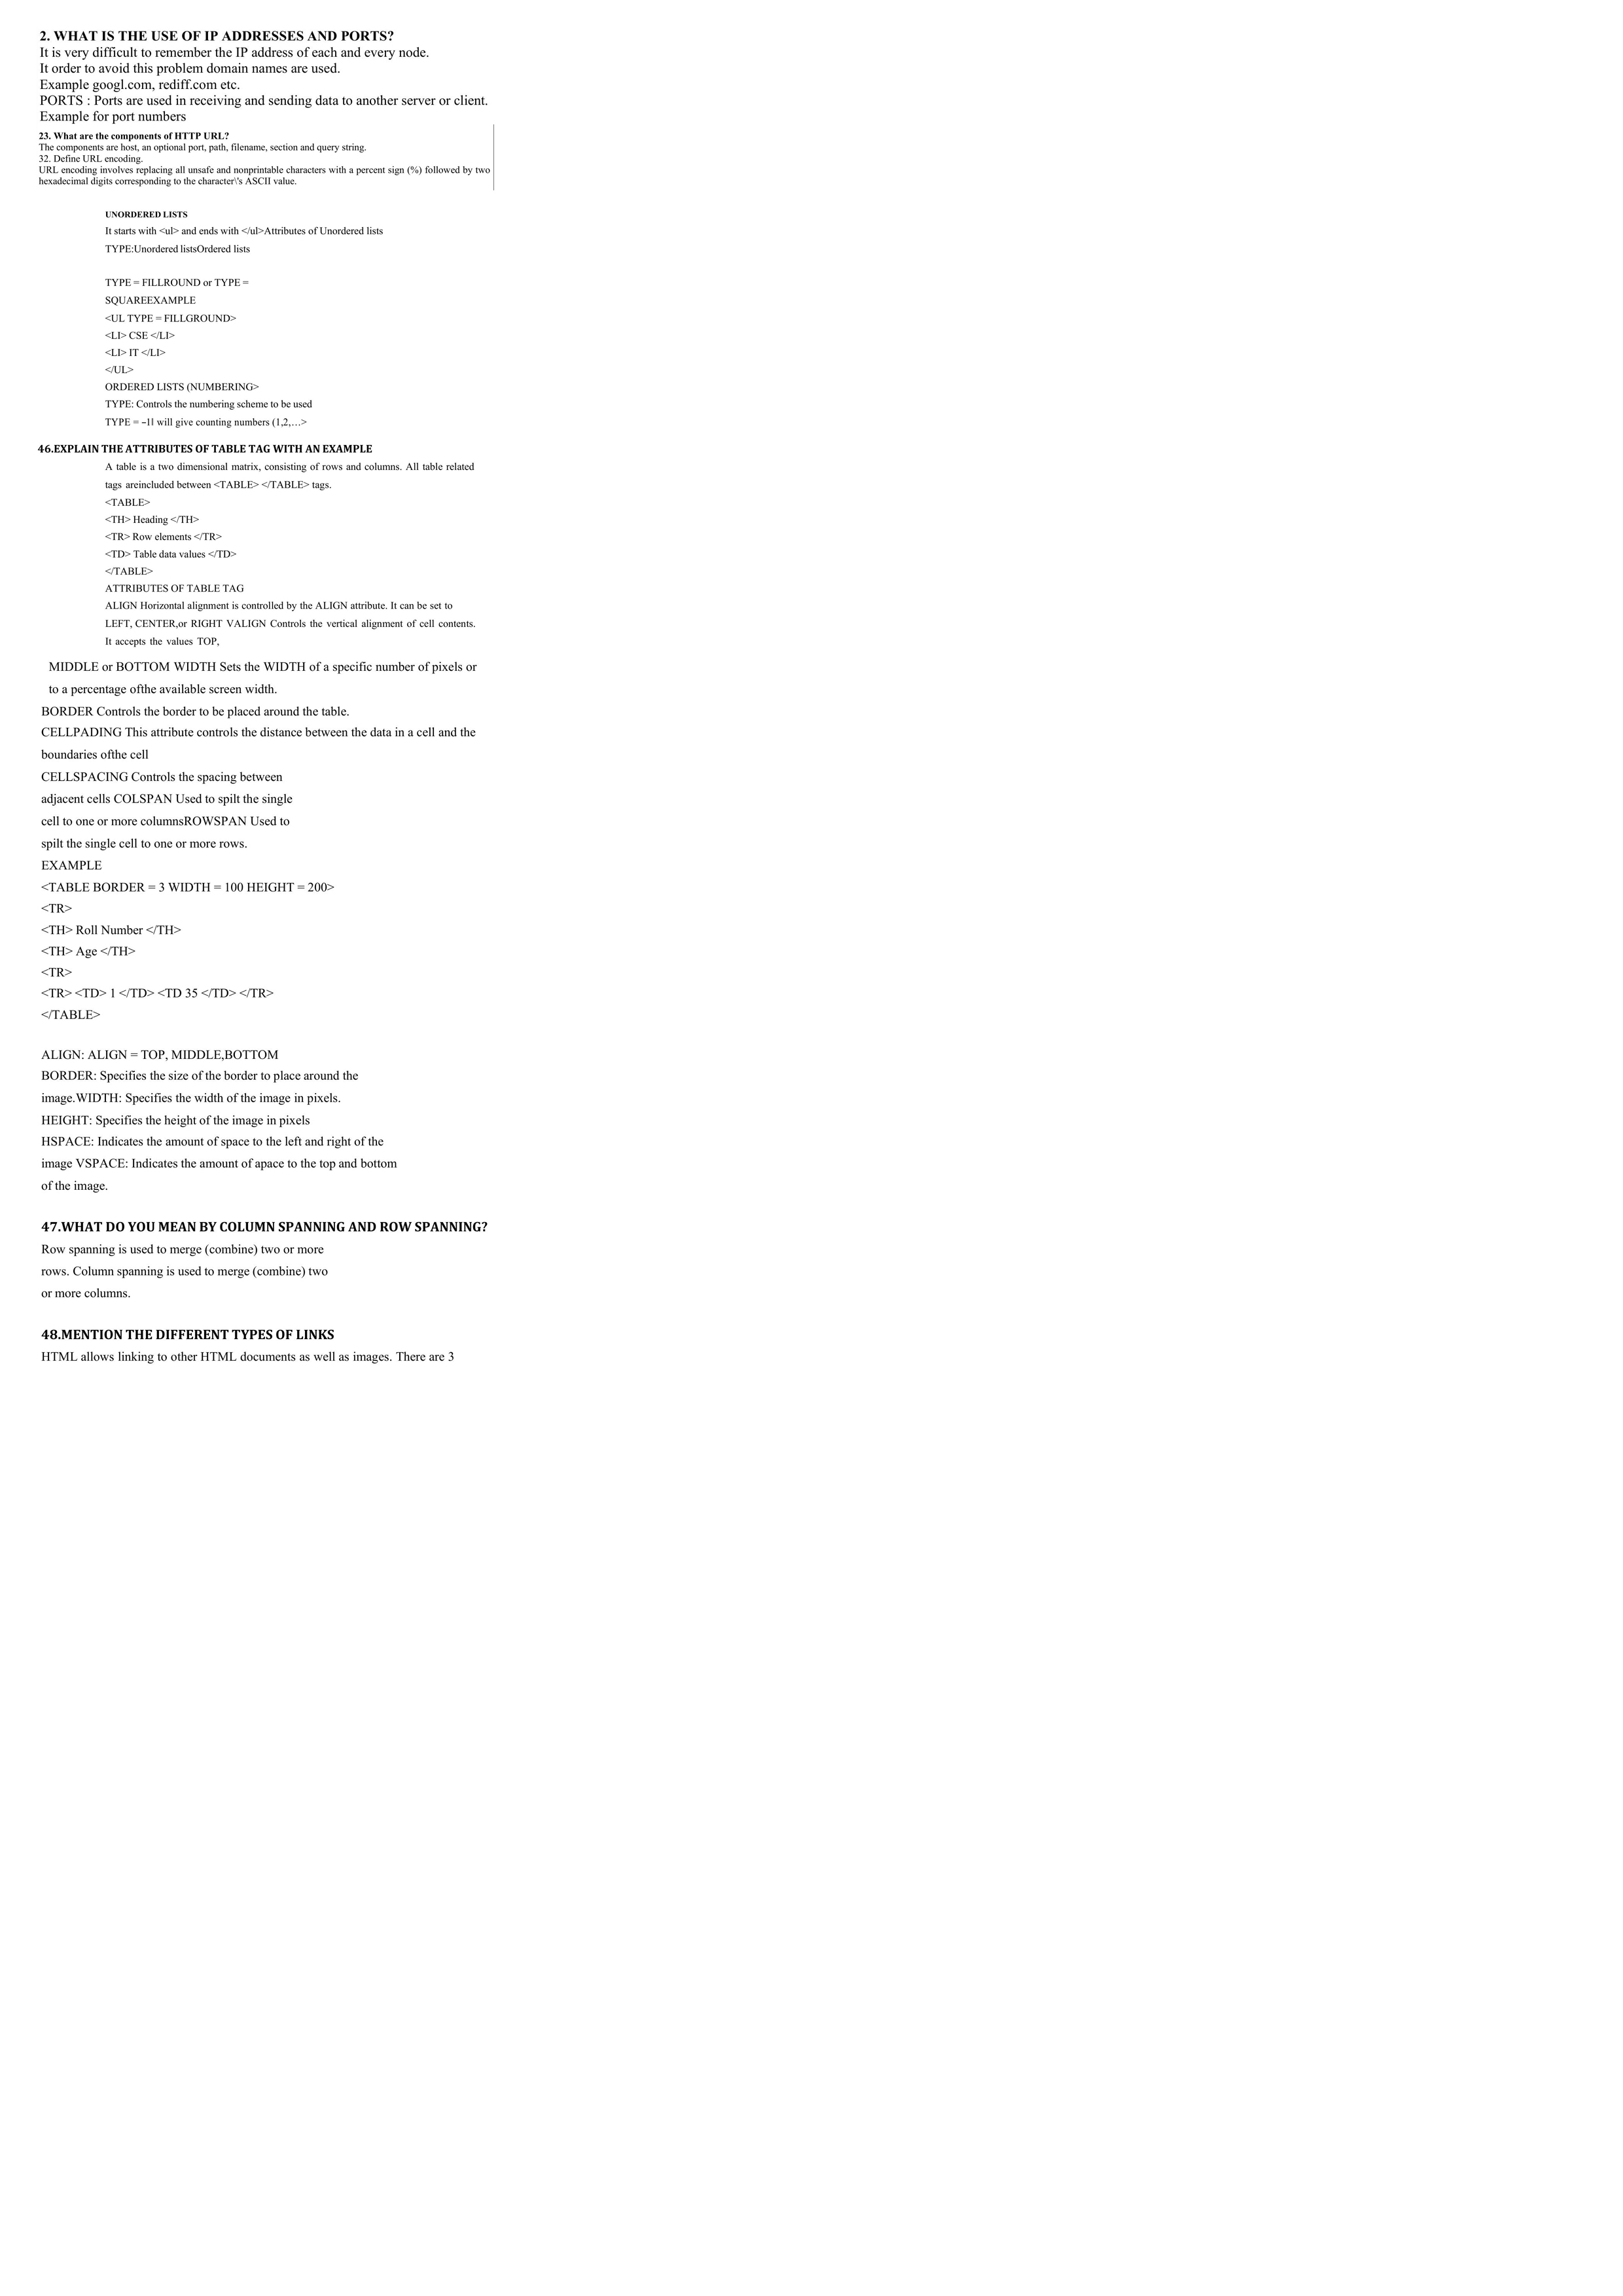 2. WHAT IS THE USE OF IP ADDRESSES AND PORTS?
It is very difficult to remember the IP address of each and every node.
It order to avoid this problem domain names are used.
Example googl.com, rediff.com etc.
PORTS : Ports are used in receiving and sending data to another server or client.
Example for port numbers
23. What are the components of HTTP URL?
The components are host, an optional port, path, filename, section and query string.
32. Define URL encoding.
URL encoding involves replacing all unsafe and nonprintable characters with a percent sign (%) followed by two
hexadecimal digits corresponding to the character\'s ASCII value.
UNORDERED LISTS
It starts with <ul> and ends with </ul>Attributes of Unordered lists
TYPE:Unordered listsOrdered lists
TYPE = FILLROUND or TYPE =
SQUAREEXAMPLE
<UL TYPE = FILLGROUND>
<LI> CSE </LI>
<LI> IT </LI>
</UL>
ORDERED LISTS (NUMBERING>
TYPE: Controls the numbering scheme to be used
TYPE = ―1‖ will give counting numbers (1,2,…>
46.EXPLAIN THE ATTRIBUTES OF TABLE TAG WITH AN EXAMPLE
A table is a two dimensional matrix, consisting of rows and columns. All table related
tags areincluded between <TABLE> </TABLE> tags.
<TABLE>
<TH> Heading </TH>
<TR> Row elements </TR>
<TD> Table data values </TD>
</TABLE>
ATTRIBUTES OF TABLE TAG
ALIGN Horizontal alignment is controlled by the ALIGN attribute. It can be set to
LEFT, CENTER,or RIGHT VALIGN Controls the vertical alignment of cell contents.
It accepts the values TOP,
MIDDLE or BOTTOM WIDTH Sets the WIDTH of a specific number of pixels or
to a percentage ofthe available screen width.
BORDER Controls the border to be placed around the table.
CELLPADING This attribute controls the distance between the data in a cell and the
boundaries ofthe cell
CELLSPACING Controls the spacing between
adjacent cells COLSPAN Used to spilt the single
cell to one or more columnsROWSPAN Used to
spilt the single cell to one or more rows.
EXAMPLE
<TABLE BORDER = 3 WIDTH = 100 HEIGHT = 200>
<TR>
<TH> Roll Number </TH>
<TH> Age </TH>
<TR>
<TR> <TD> 1 </TD> <TD 35 </TD> </TR>
</TABLE>
ALIGN: ALIGN = TOP, MIDDLE,BOTTOM
BORDER: Specifies the size of the border to place around the
image.WIDTH: Specifies the width of the image in pixels.
HEIGHT: Specifies the height of the image in pixels
HSPACE: Indicates the amount of space to the left and right of the
image VSPACE: Indicates the amount of apace to the top and bottom
of the image.
47.WHAT DO YOU MEAN BY COLUMN SPANNING AND ROW SPANNING?
Row spanning is used to merge (combine) two or more
rows. Column spanning is used to merge (combine) two
or more columns.
48.MENTION THE DIFFERENT TYPES OF LINKS
HTML allows linking to other HTML documents as well as images. There are 3